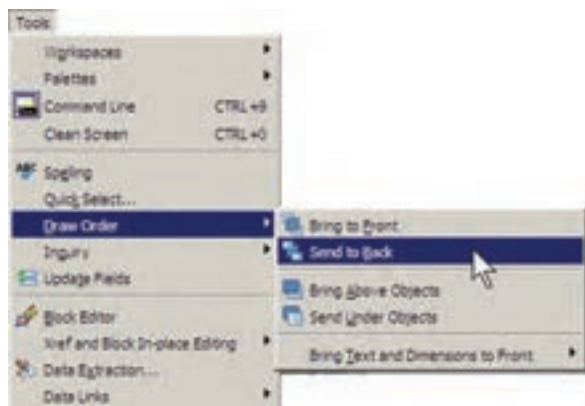 Tools
Workspaces
Palettes
Command Line CTRL+9
Clean Screen CTRL+0
ABC Spelling
Quick Select...
Draw Order
Inquiry
Update Fields
Block Editor
Xref and Block In-place Editing
Data Extraction...
Data Links
Bring to Front
Send to Back
Bring Above Objects
Send Under Objects
Bring Text and Dimensions to Front